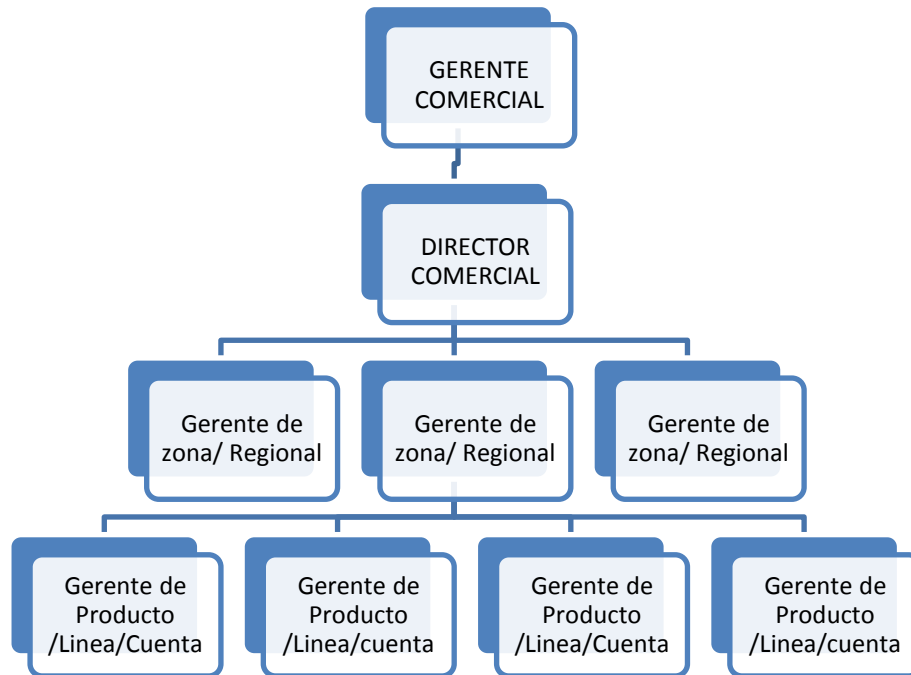 GERENTE
COMERCIAL
DIRECTOR
COMERCIAL
Gerente de
zona/ Regional
Gerente de
zona/ Regional
Gerente de
zona/ Regional
Gerente de
Producto
/Linea/Cuenta
Gerente de
Producto
/Linea/cuenta
Gerente de
Producto
/Linea/Cuenta
Gerente de
Producto
/Linea/cuenta